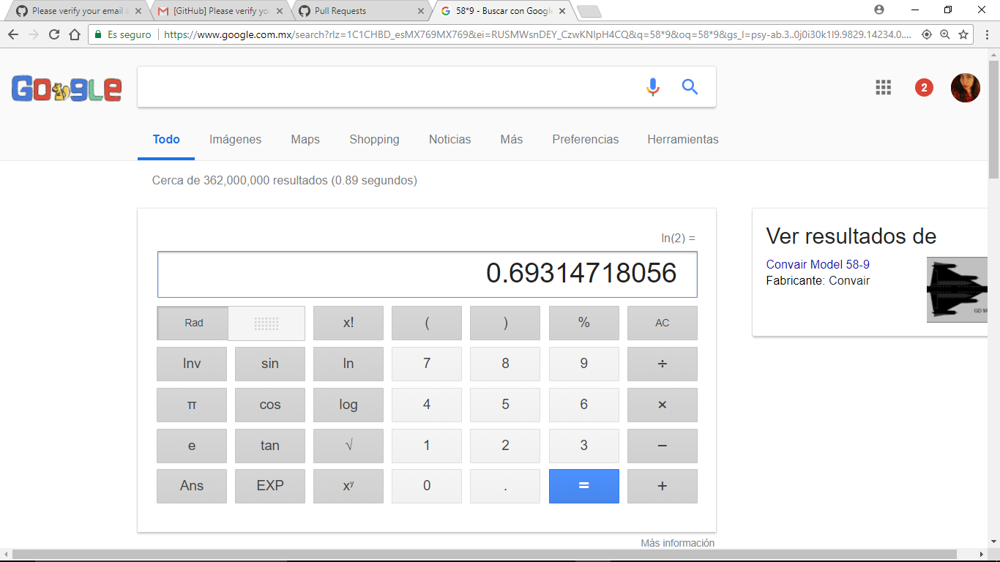 Please verify your email a
[GitHub] Please verify yo
Pull Requests
58*9 - Buscar con Google
Es seguro
https://www.google.com.mx/search?rlz=1C1CHBD_esMX769MX769&ei=RUSMWsnDEY_CzwKNlpH4CQ&q=58*9&oq=58*9&gs_l=psy-ab.3..0j0i30k1l9.9829.14234.0....
Google
2
Todo Imágenes Maps Shopping Noticias Más Preferencias Herramientas
Cerca de 362,000,000 resultados (0.89 segundos)
ln(2) =
0.69314718056
Rad x! ( ) % AC
Inv sin ln 7 8 9 ÷
π cos log 4 5 6 ×
e tan √ 1 2 3 −
Ans EXP xʸ 0 . = +
Más información
Ver resultados de
Convair Model 58-9
Fabricante: Convair
GD M